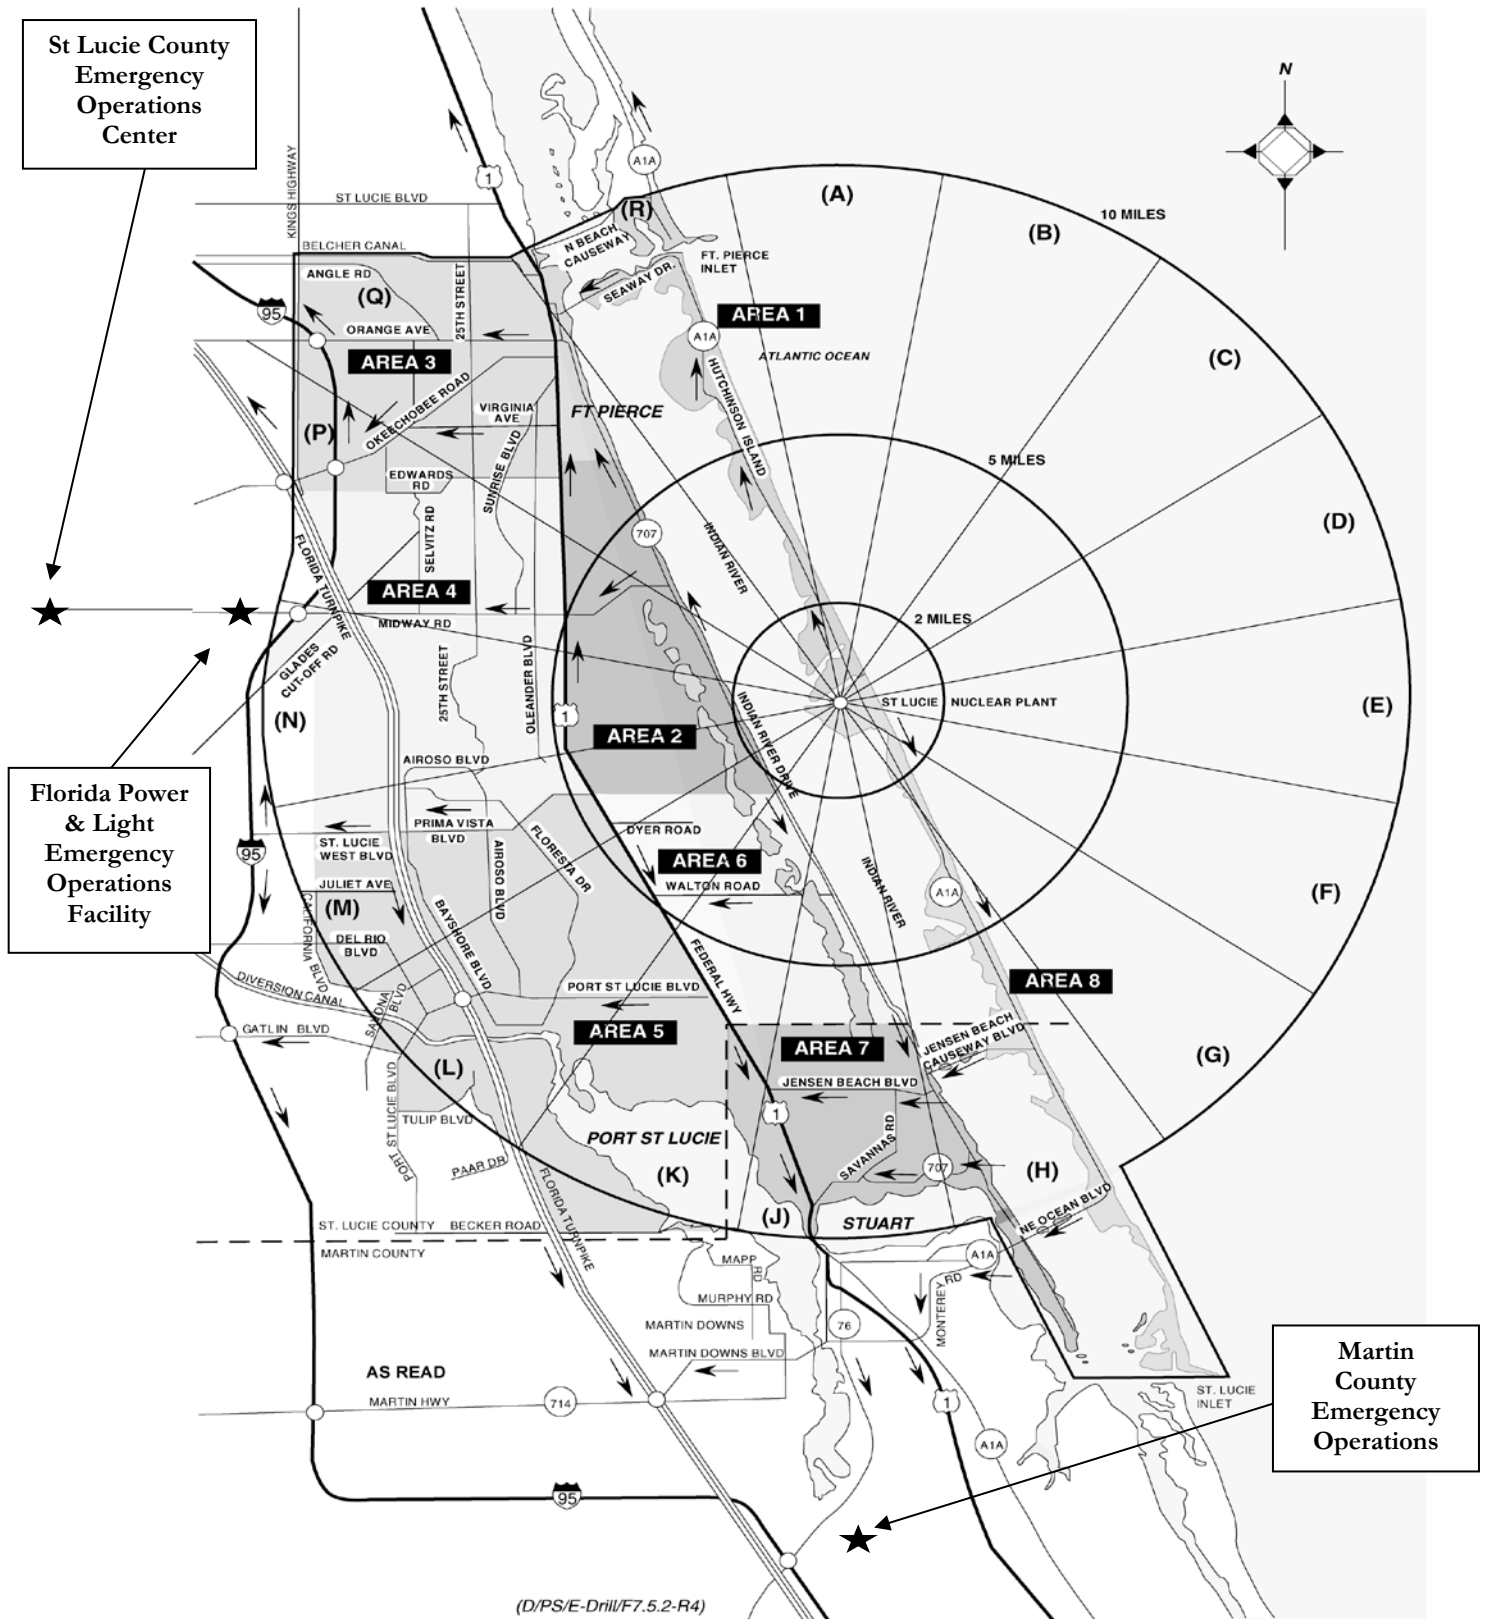 St Lucie County
Emergency
Operations
Center
N
KINGS HIGHWAY
1
A1A
ST LUCIE BLVD
(R)
(A)
10 MILES
(B)
N BEACH
CAUSEWAY
BELCHER CANAL
FT. PIERCE
INLET
ANGLE RD
(Q)
25TH STREET
SEAWAY DR.
95
ORANGE AVE
AREA 1
A1A
AREA 3
ATLANTIC OCEAN
(C)
HUTCHINSON ISLAND
OKEECHOBEE ROAD
VIRGINIA
AVE
FT PIERCE
(P)
SUNRISE BLVD
5 MILES
EDWARDS
RD
SELVITZ RD
707
INDIAN RIVER
(D)
FLORIDA TURNPIKE
AREA 4
MIDWAY RD
2 MILES
GLADES
CUT-OFF RD
25TH STREET
OLEANDER BLVD
(N)
1
ST LUCIE NUCLEAR PLANT
(E)
AREA 2
INDIAN RIVER DRIVE
AIROSO BLVD
Florida Power
& Light
Emergency
Operations
Facility
PRIMA VISTA
BLVD
ST. LUCIE
WEST BLVD
FLORESTA DR
DYER ROAD
95
AIROSO BLVD
AREA 6
WALTON ROAD
JULIET AVE
INDIAN RIVER
A1A
(F)
CALIFORNIA BLVD
(M)
BAYSHORE BLVD
DEL RIO
BLVD
FEDERAL HWY
AREA 8
DIVERSION CANAL
SAVONA
BLVD
PORT ST LUCIE BLVD
GATLIN BLVD
AREA 5
AREA 7
JENSEN BEACH
CAUSEWAY BLVD
(G)
(L)
JENSEN BEACH BLVD
PORT ST LUCIE BLVD
TULIP BLVD
1
SAVANNAS RD
PORT ST LUCIE
PAAR DR
(K)
707
(H)
FLORIDA TURNPIKE
(J)
STUART
NE OCEAN BLVD
ST. LUCIE COUNTY
BECKER ROAD
MARTIN COUNTY
MAPP
RD
A1A
MONTEREY RD
MURPHY RD
MARTIN DOWNS
76
MARTIN DOWNS BLVD
Martin
County
Emergency
Operations
AS READ
MARTIN HWY
714
ST. LUCIE
INLET
1
A1A
95
(D/PS/E-Drill/F7.5.2-R4)